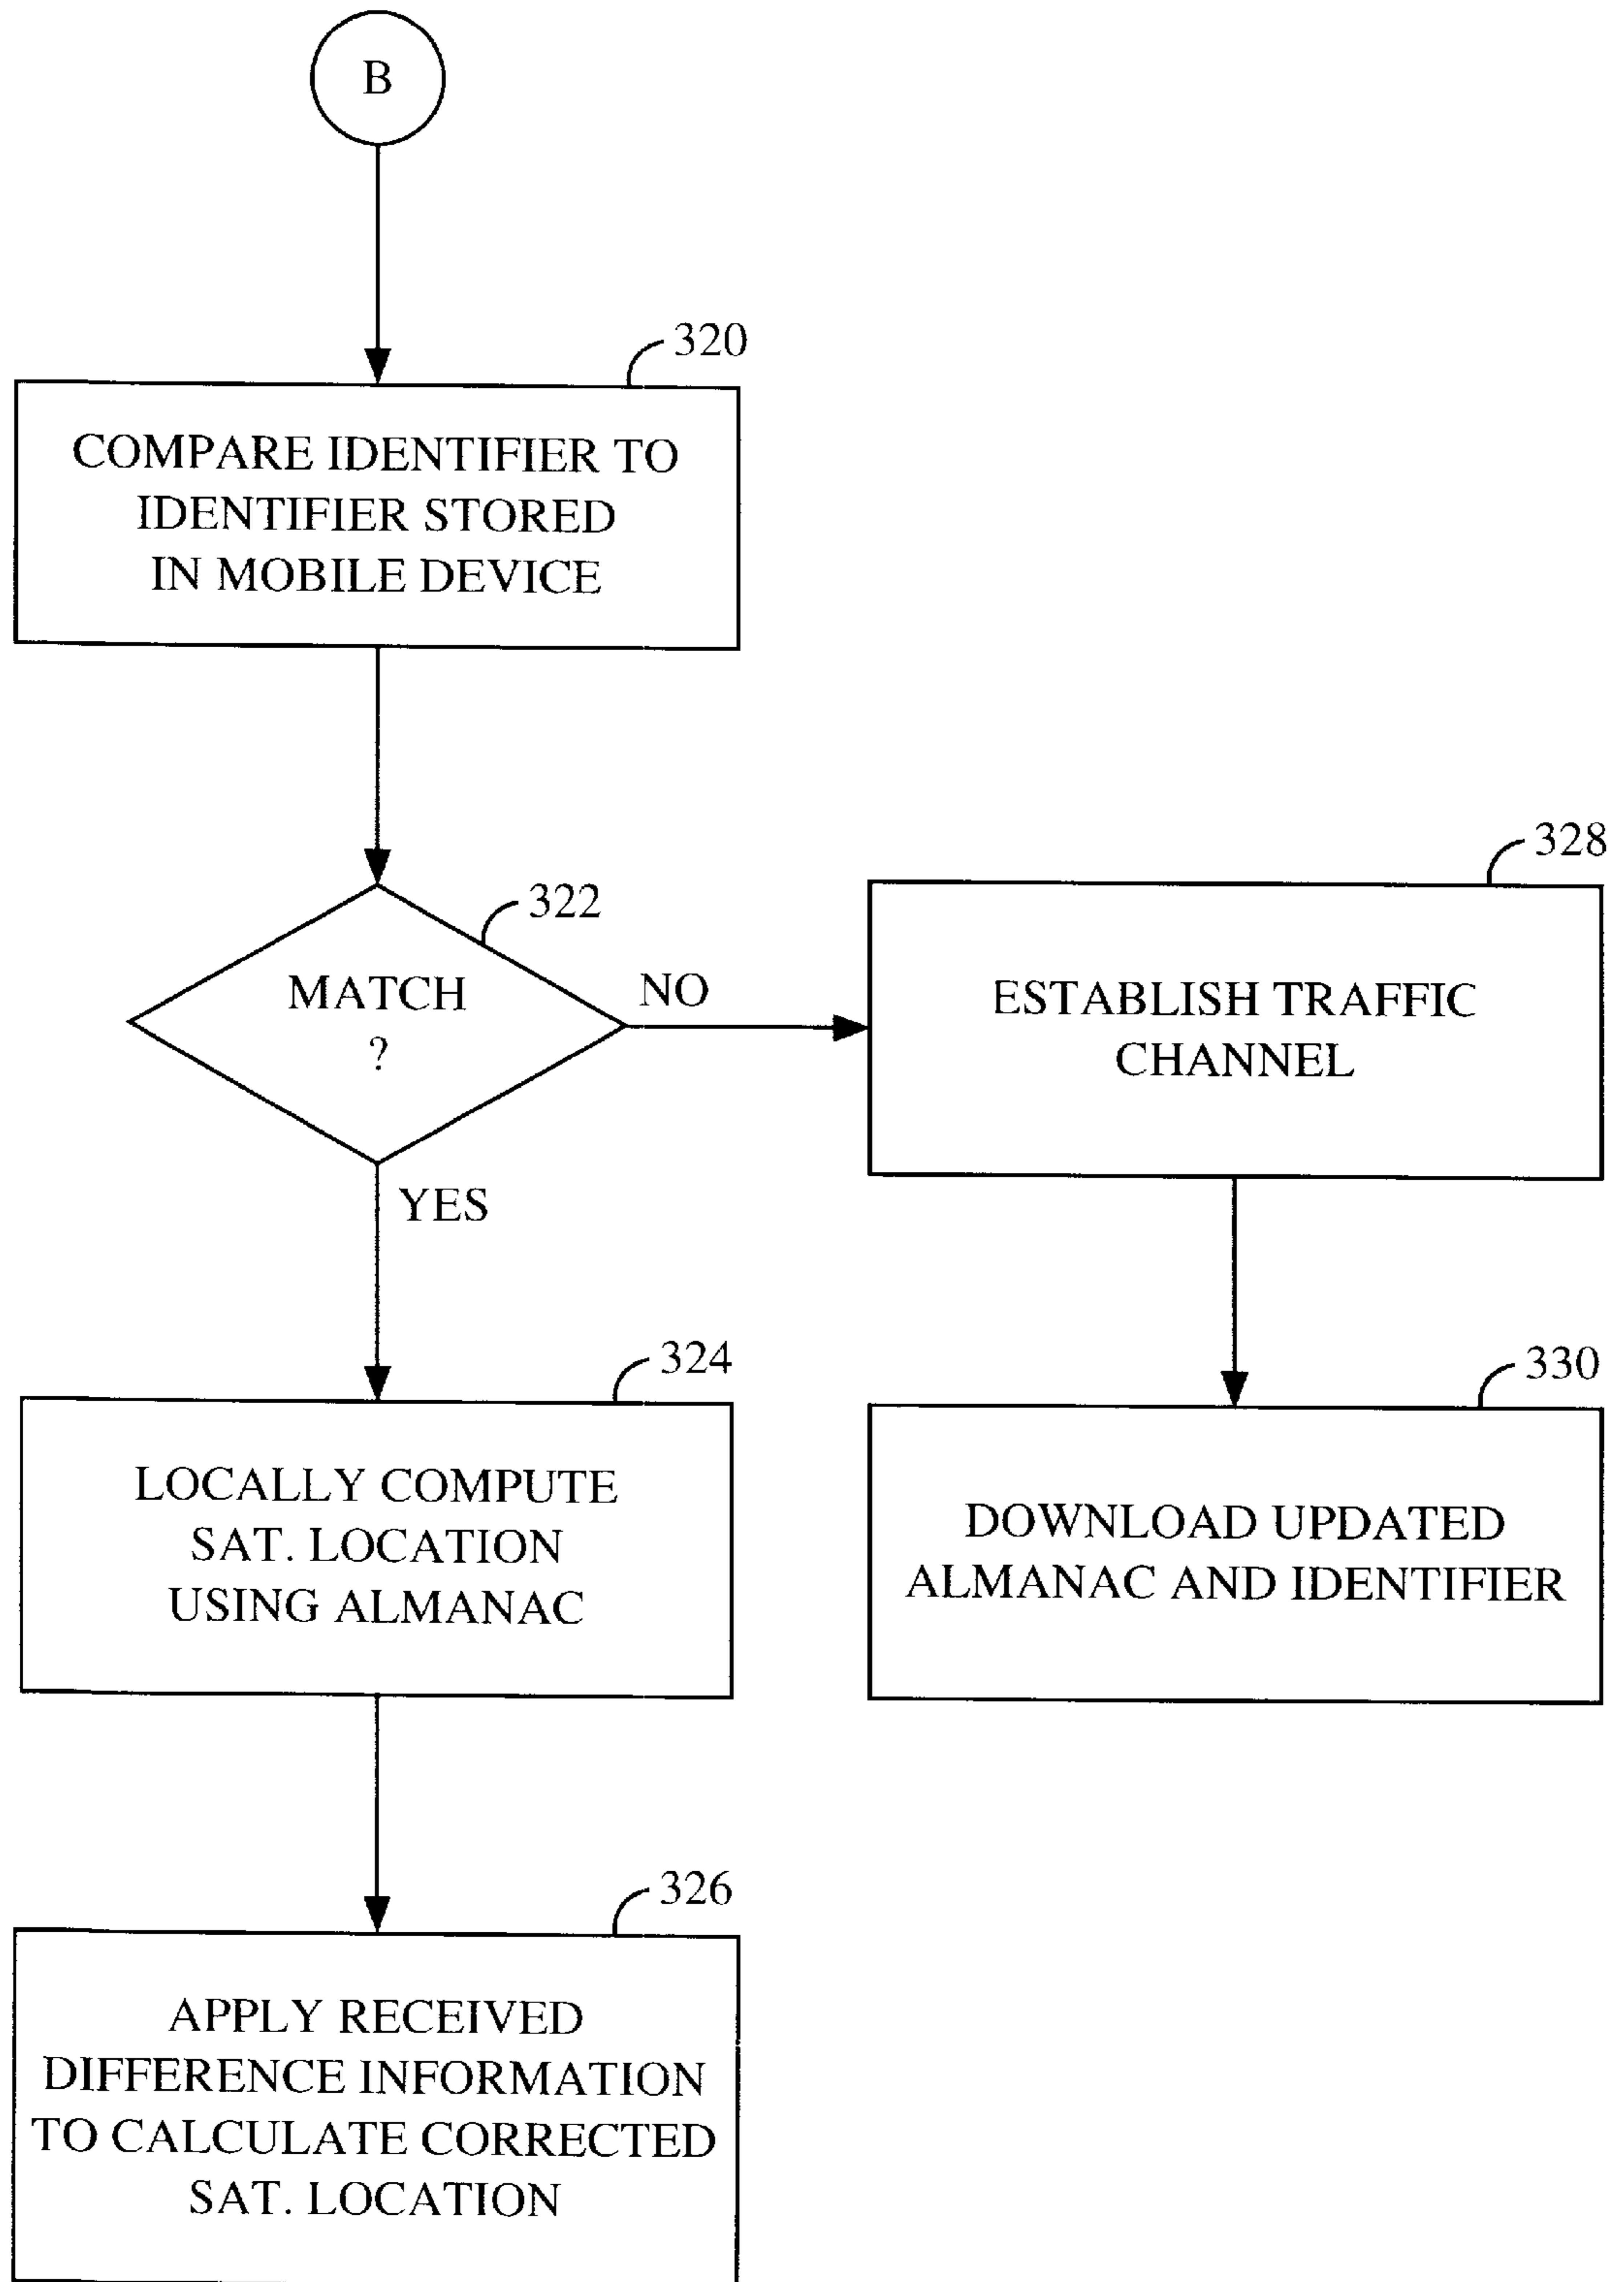 B
320
COMPARE IDENTIFIER TO
IDENTIFIER STORED
IN MOBILE DEVICE
322
MATCH
?
NO
YES
328
ESTABLISH TRAFFIC
CHANNEL
324
LOCALLY COMPUTE
SAT. LOCATION
USING ALMANAC
330
DOWNLOAD UPDATED
ALMANAC AND IDENTIFIER
326
APPLY RECEIVED
DIFFERENCE INFORMATION
TO CALCULATE CORRECTED
SAT. LOCATION